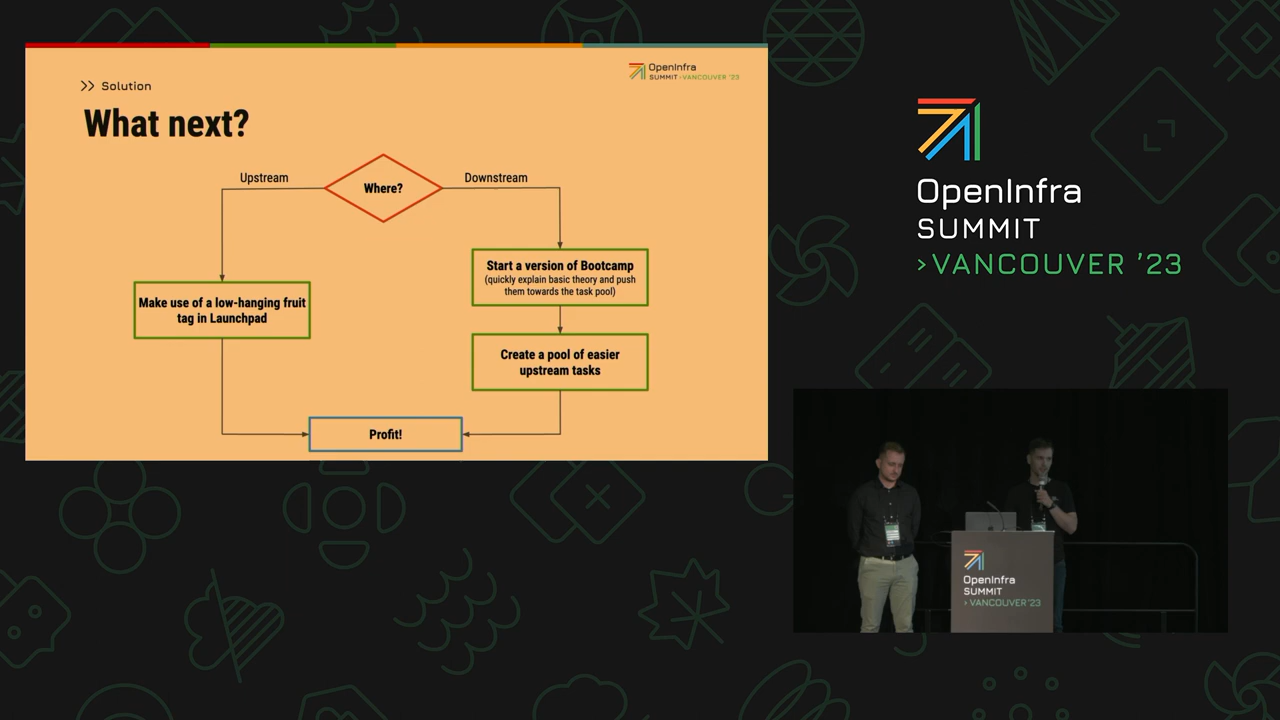 >> Solution
OpenInfra
SUMMIT >VANCOUVER '23
What next?
Upstream
Where?
Downstream
Start a version of Bootcamp
(quickly explain basic theory and push
them towards the task pool)
Make use of a low-hanging fruit
tag in Launchpad
Create a pool of easier
upstream tasks
Profit!
OpenInfra
SUMMIT
>VANCOUVER '23
OpenInfra
SUMMIT
>VANCOUVER '23